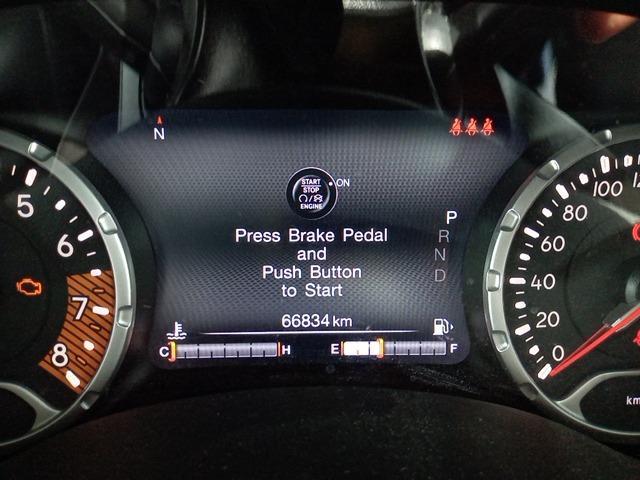 N
START
STOP
ENGINE
ON
Press Brake Pedal
and
Push Button
to Start
P
R
N
D
66834 km
C H
E F
5
6
7
8
100
80
60
40
20
0